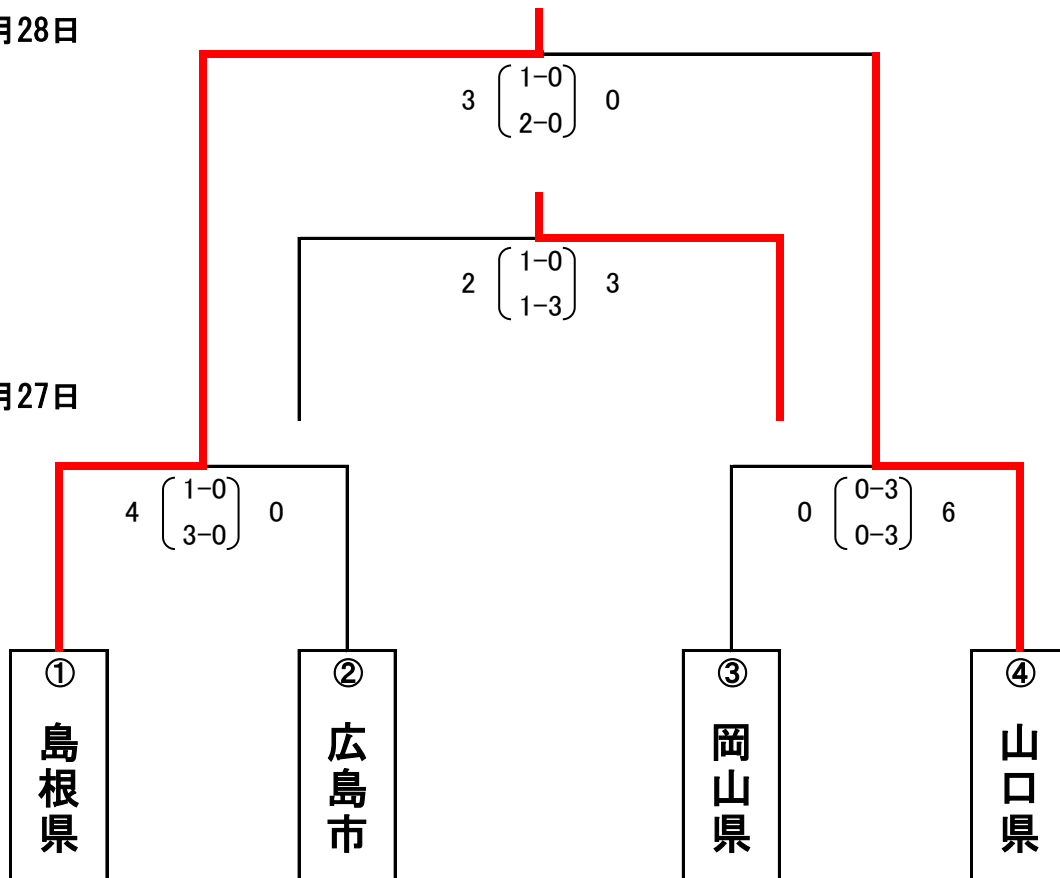 月28日
3 1-0 0
2-0
2 1-0 3
1-3
月27日
4 1-0 0
3-0
0 0-3 6
0-3
① 島根県
② 広島市
③ 岡山県
④ 山口県